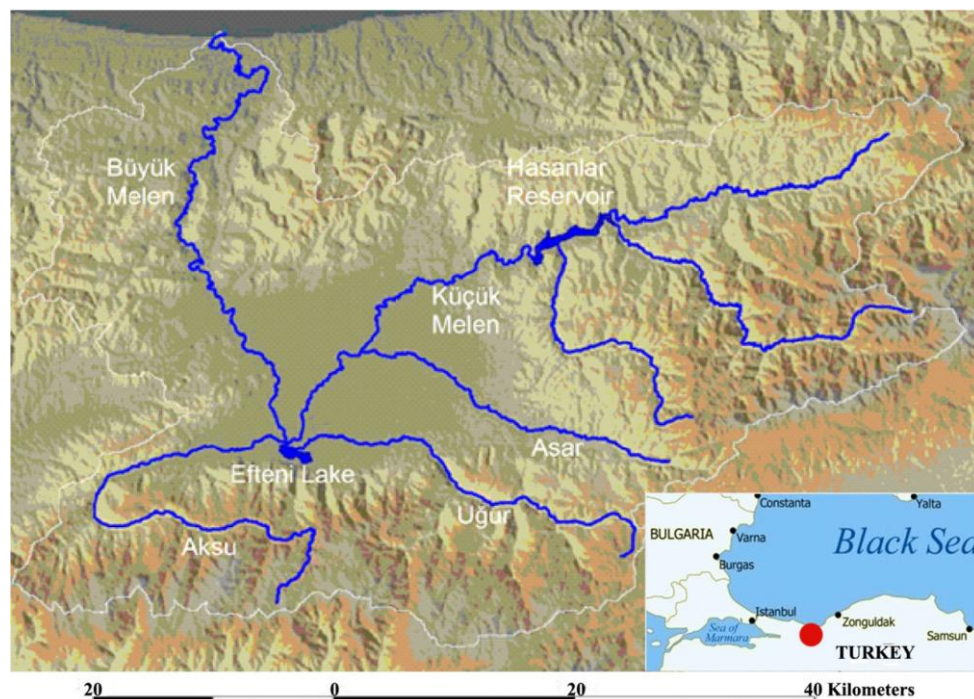 Büyük
Melen
Hasanlar
Reservoir
Küçük
Melen
Asar
Efteni Lake
Uğur
Aksu
Constanta
Yalta
BULGARIA
Varna
Black Sea
Burgas
Istanbul
Zonguldak
Sea of
Marmara
Samsun
TURKEY
20 0 20 40 Kilometers